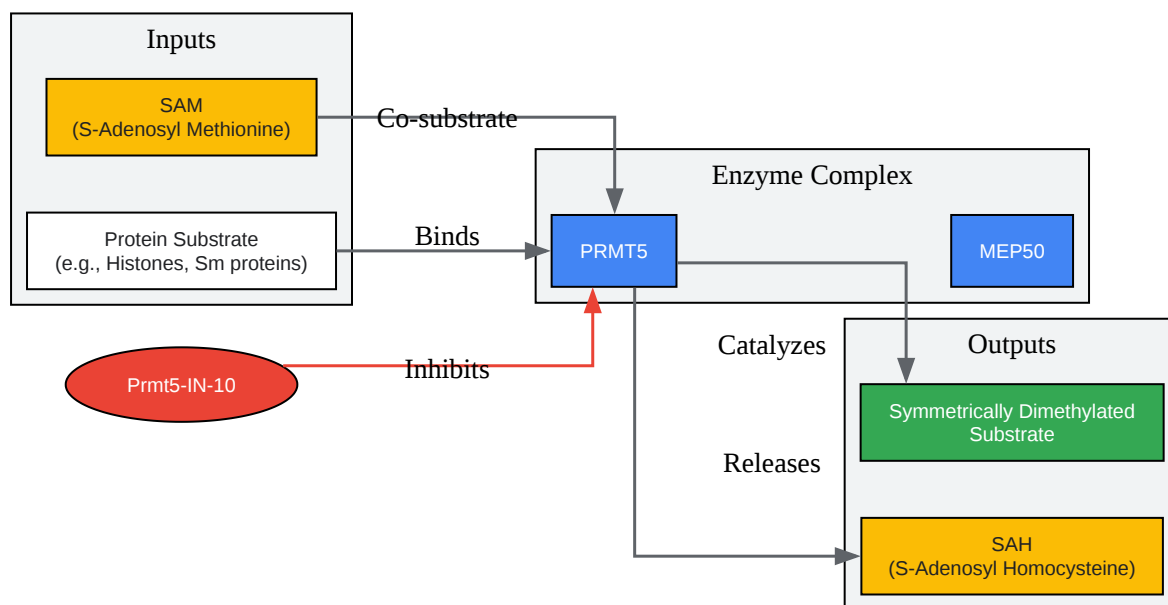 Inputs
SAM
(S-Adenosyl Methionine)
Co-substrate
Enzyme Complex
Protein Substrate
(e.g., Histones, Sm proteins)
Binds
PRMT5
MEP50
Prmt5-IN-10
Inhibits
Catalyzes
Outputs
Symmetrically Dimethylated
Substrate
Releases
SAH
(S-Adenosyl Homocysteine)